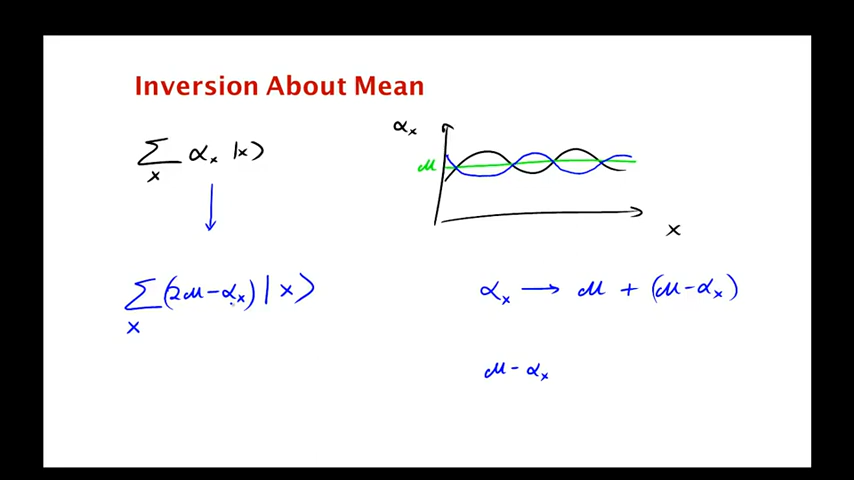 Inversion About Mean
∑ₓ αₓ |x⟩
αₓ
μ
x
∑ₓ (2μ-αₓ) |x⟩
αₓ → μ + (μ-αₓ)
μ-αₓ